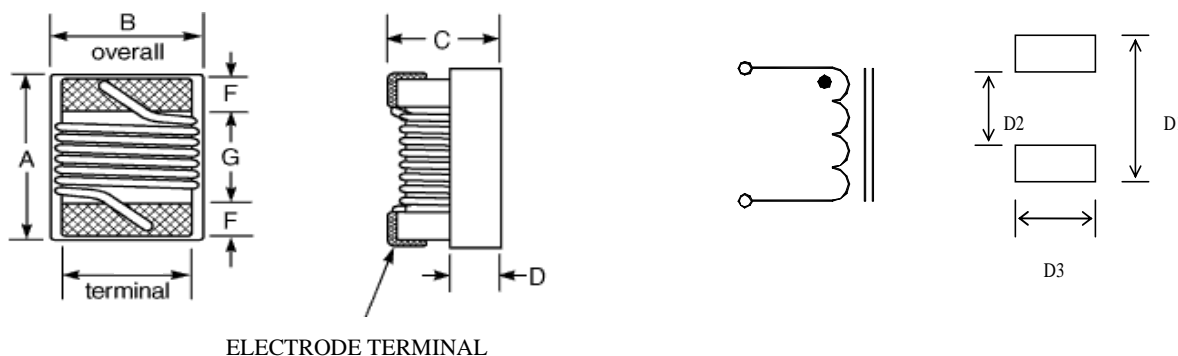 B
overall
A
F
G
F
terminal
C
D
ELECTRODE TERMINAL
D2
D
D3